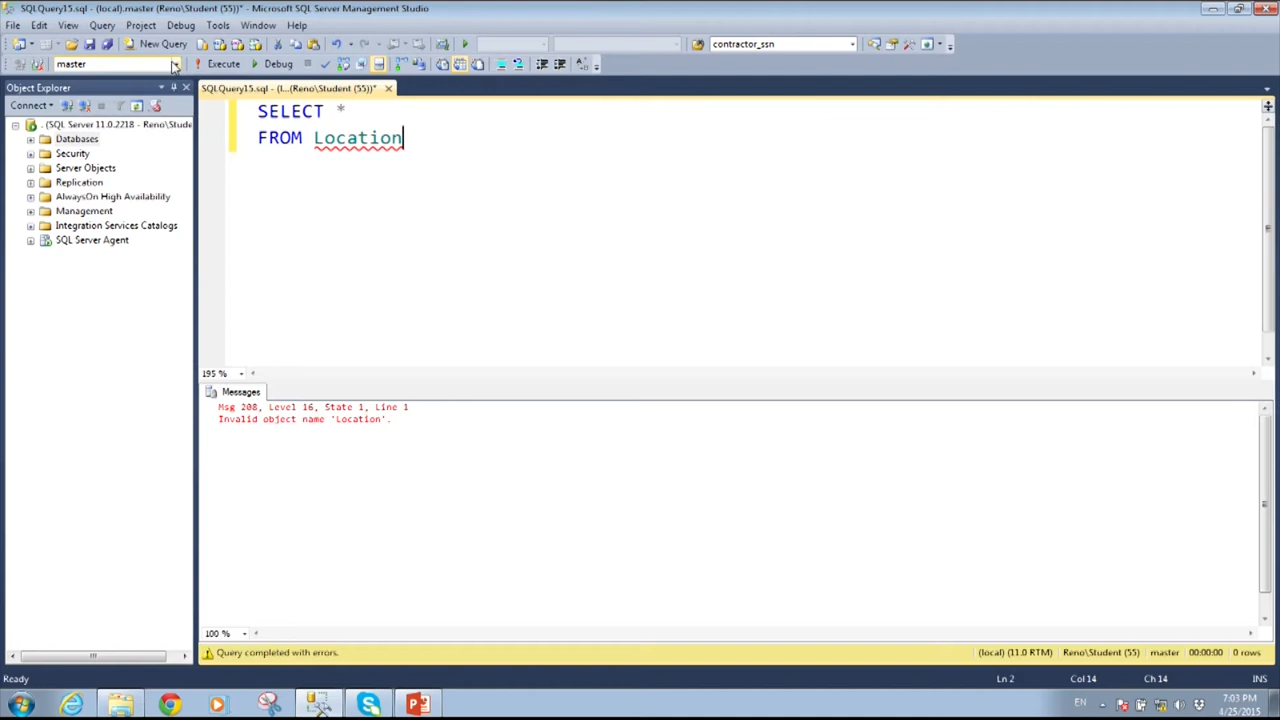 SQLQuery15.sql - (local).master (Reno\Student (55))* - Microsoft SQL Server Management Studio
File Edit View Query Project Debug Tools Window Help
New Query contractor_ssn
master Execute Debug
Object Explorer
SQLQuery15.sql - (l...(Reno\Student (55))*
Connect
. (SQL Server 11.0.2218 - Reno\Stude
Databases
Security
Server Objects
Replication
AlwaysOn High Availability
Management
Integration Services Catalogs
SQL Server Agent
SELECT *
FROM Location
195 %
Messages
Msg 208, Level 16, State 1, Line 1
Invalid object name 'Location'.
100 %
Query completed with errors. (local) (11.0 RTM) Reno\Student (55) master 00:00:00 0 rows
Ready Ln 2 Col 14 Ch 14 INS
EN 7:03 PM
4/25/2015